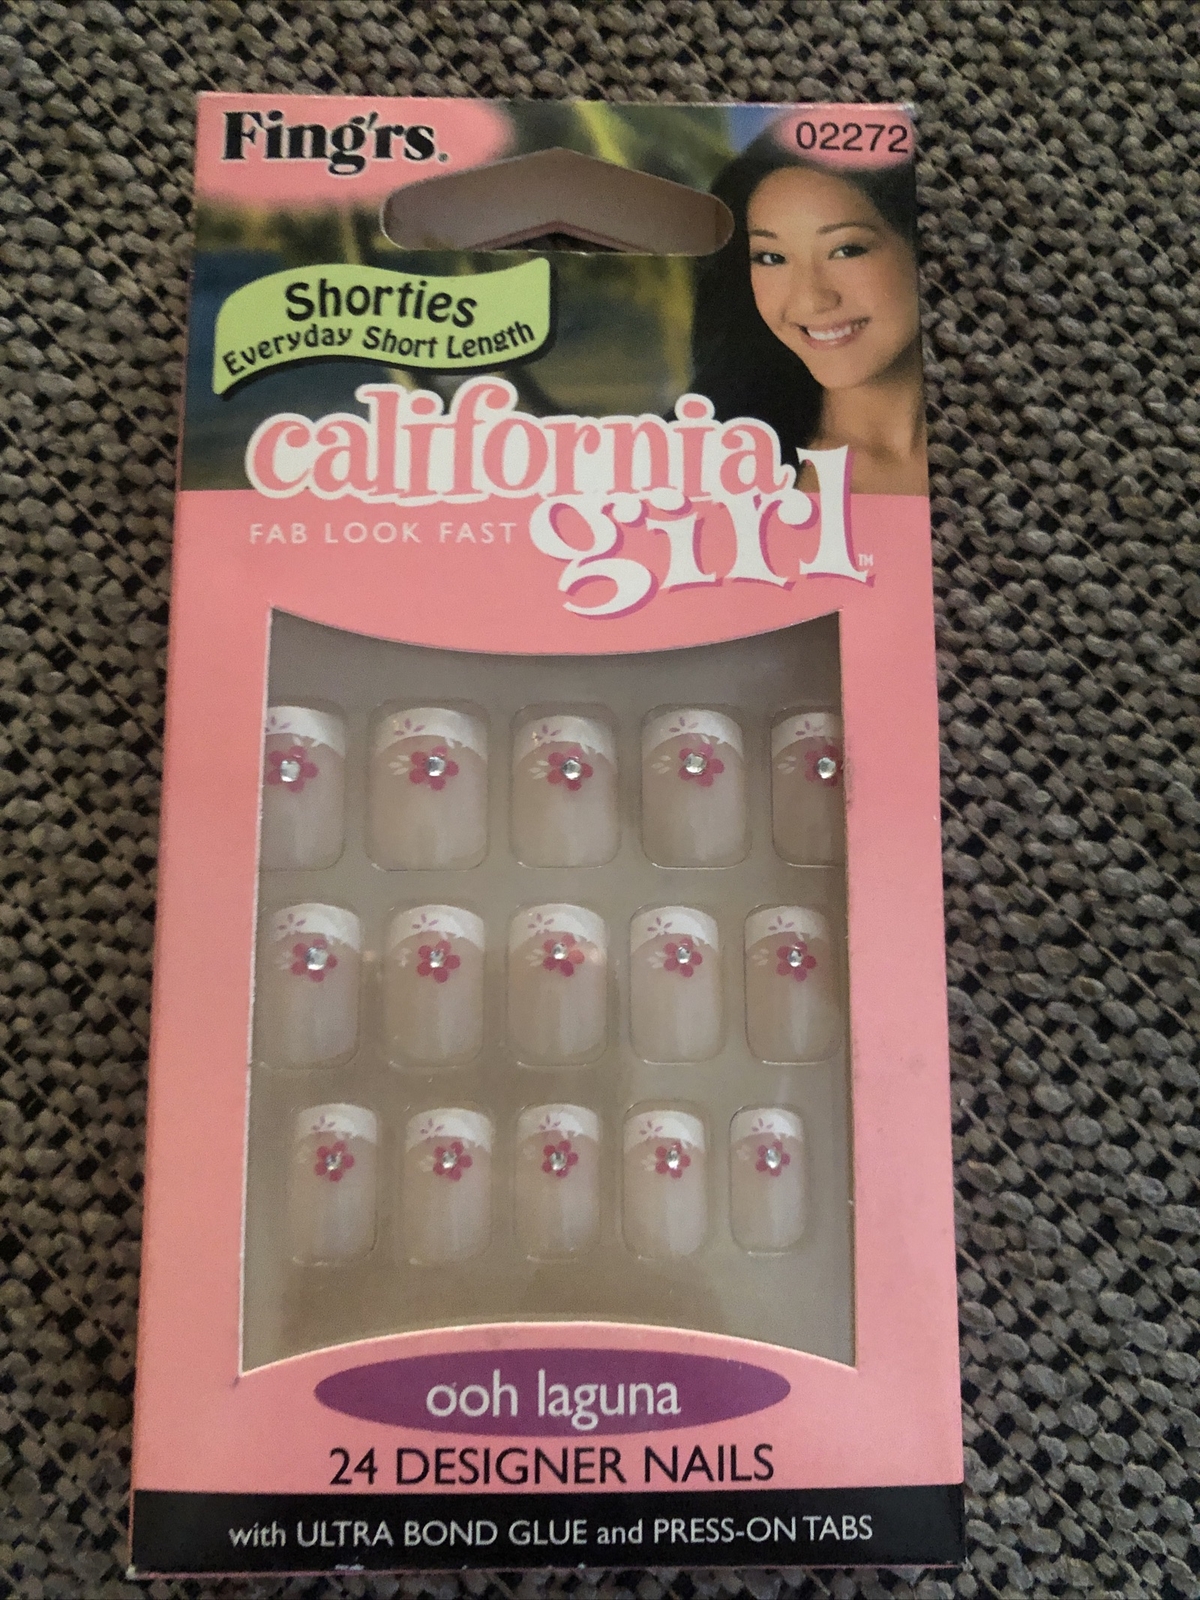 Fing'rs®
02272
Shorties
Everyday Short Length
california
girl™
FAB LOOK FAST
ooh laguna
24 DESIGNER NAILS
with ULTRA BOND GLUE and PRESS-ON TABS